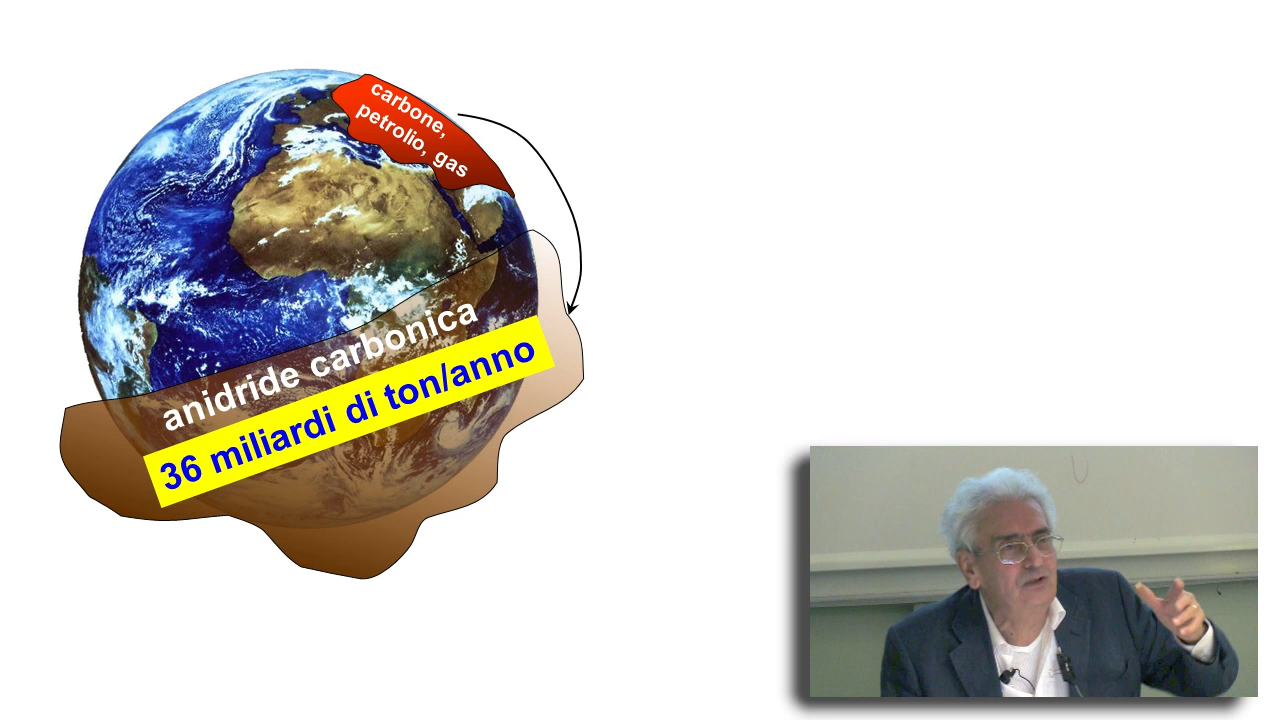 carbone,
petrolio, gas
anidride carbonica
36 miliardi di ton/anno